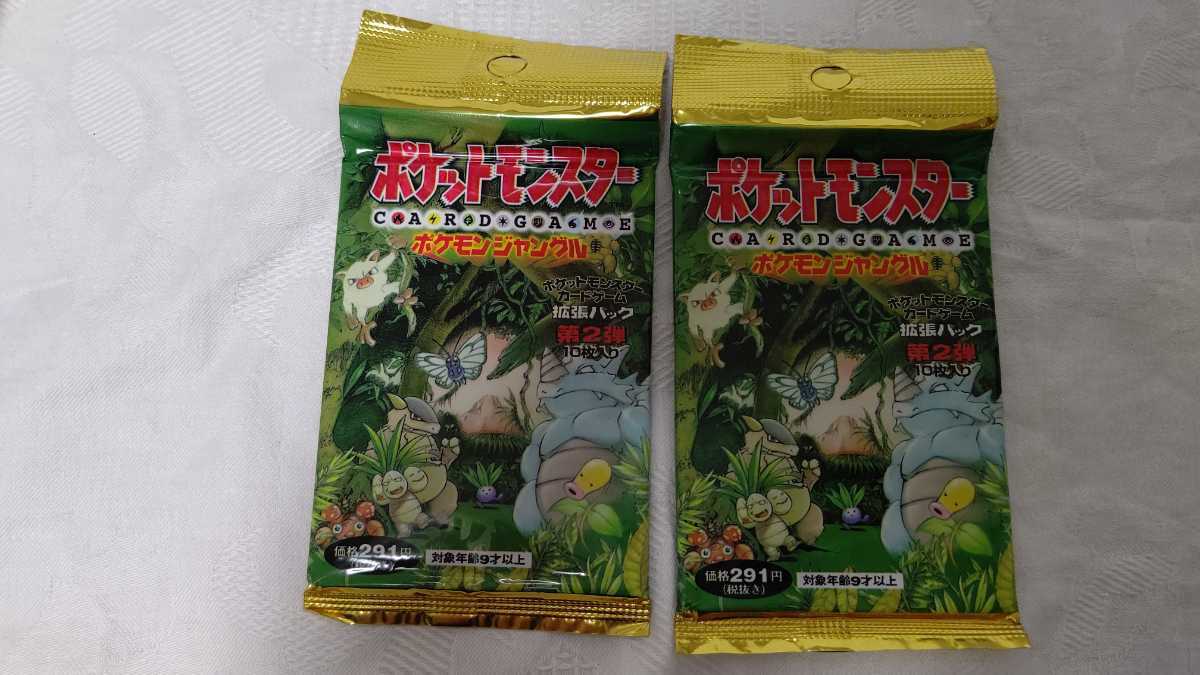 ポケットモンスター
CARD GAME
ポケモンジャングル
ポケットモンスター
カードゲーム
拡張パック
第2弾
10枚入り
価格291円
対象年齢9才以上
ポケットモンスター
CARD GAME
ポケモンジャングル
ポケットモンスター
カードゲーム
拡張パック
第2弾
10枚入り
価格291円
(税抜き)
対象年齢9才以上